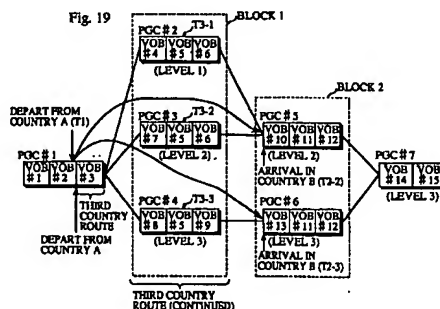 Fig. 19
BLOCK 1
PGC#2
T3-1
VOB #4 VOB #5 VOB #6
(LEVEL 1)
BLOCK 2
DEPART FROM COUNTRY A (T1)
PGC#3
T3-2
VOB #7 VOB #5 VOB #6
(LEVEL 2)
PGC#5
VOB #10 VOB #11 VOB #12
(LEVEL 2)
ARRIVAL IN COUNTRY B (T2-2)
PGC#1
VOB #1 VOB #2 VOB #3
THIRD COUNTRY ROUTE
DEPART FROM COUNTRY A
PGC#7
VOB #14 VOB #15
(LEVEL 3)
PGC#4
T3-3
VOB #8 VOB #5 VOB #9
(LEVEL 3)
PGC#6
VOB #13 VOB #11 VOB #12
(LEVEL 3)
ARRIVAL IN COUNTRY B (T2-3)
THIRD COUNTRY ROUTE (CONTINUED)